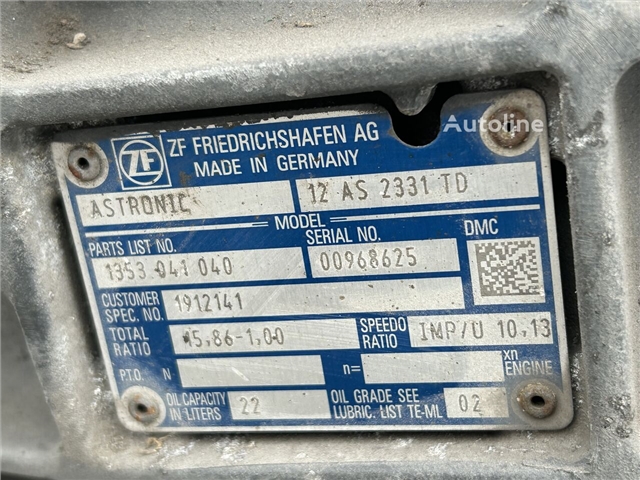 Autoline
ZF ZF FRIEDRICHSHAFEN AG
MADE IN GERMANY
ASTRONIC 12 AS 2331 TD
MODEL
PARTS LIST NO. SERIAL NO. DMC
1353 041 040 00968625
CUSTOMER
SPEC. NO. 1912141
TOTAL
RATIO 15,86-1,00 SPEEDO
RATIO IMP/U 10,13
P.T.O. N n= xn
ENGINE
OIL CAPACITY
IN LITERS 22 OIL GRADE SEE
LUBRIC. LIST TE-ML 02